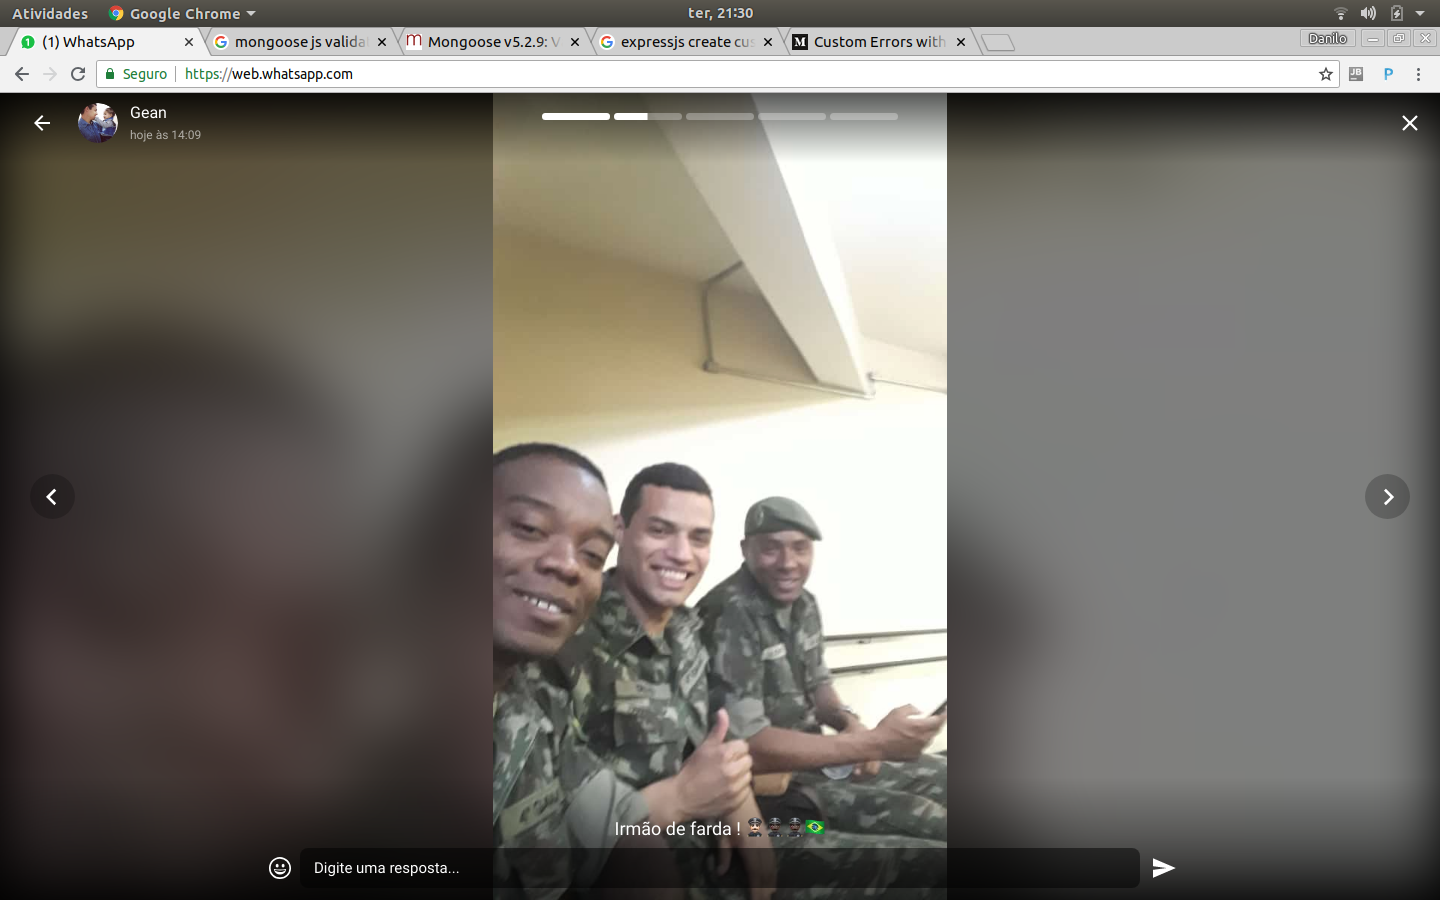 Atividades
Google Chrome
ter, 21:30
(1) WhatsApp
mongoose js valida
Mongoose v5.2.9: V
expressjs create cus
Custom Errors with
Danilo
Seguro
https://web.whatsapp.com
Gean
hoje às 14:09
Irmão de farda !
Digite uma resposta...